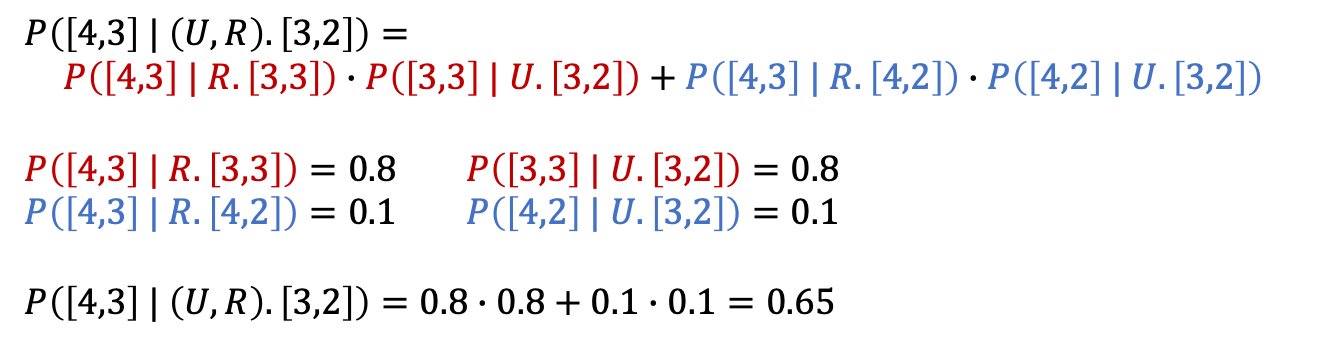 P([4,3] | (U, R). [3,2]) =
P([4,3] | R. [3,3]) · P([3,3] | U. [3,2]) + P([4,3] | R. [4,2]) · P([4,2] | U. [3,2])
P([4,3] | R. [3,3]) = 0.8 P([3,3] | U. [3,2]) = 0.8
P([4,3] | R. [4,2]) = 0.1 P([4,2] | U. [3,2]) = 0.1
P([4,3] | (U, R). [3,2]) = 0.8 · 0.8 + 0.1 · 0.1 = 0.65